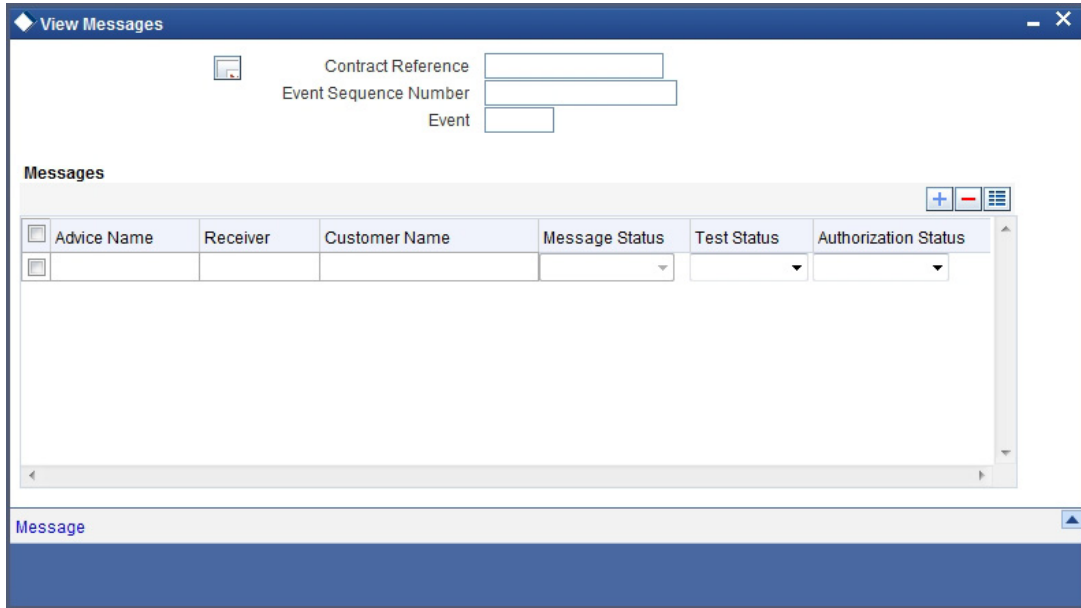 View Messages
Contract Reference
Event Sequence Number
Event
Messages
Advice Name Receiver Customer Name Message Status Test Status Authorization Status
Message